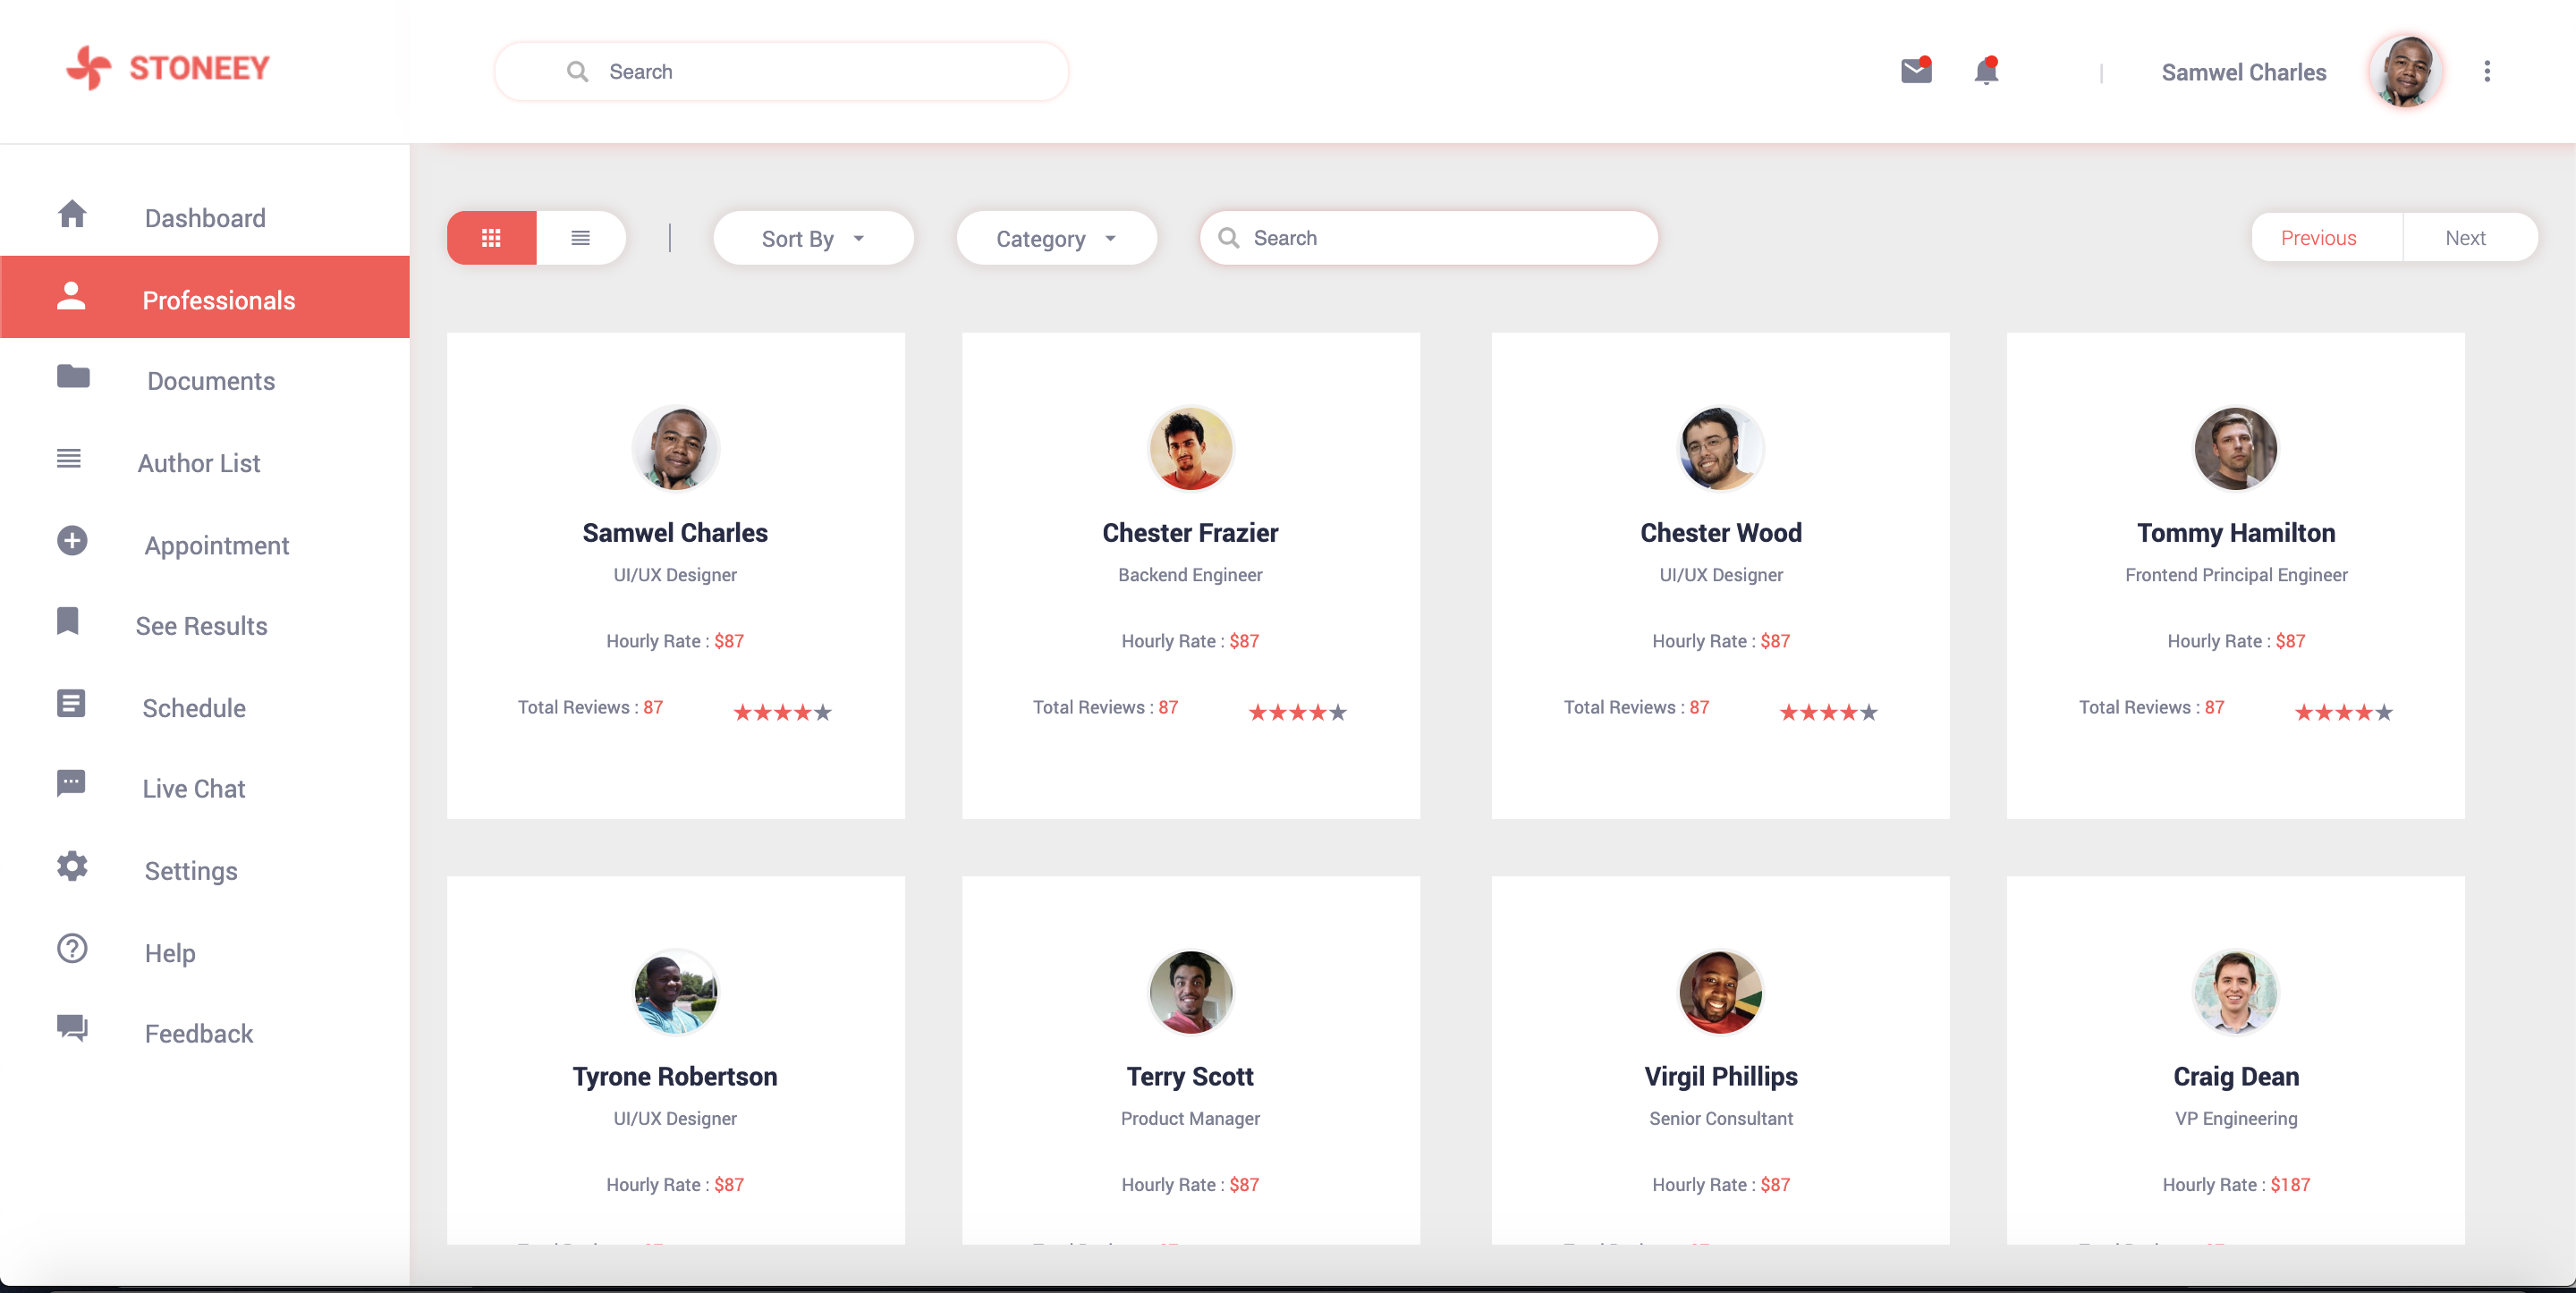 STONEEY
Search
Samwel Charles
Dashboard
Professionals
Documents
Author List
Appointment
See Results
Schedule
Live Chat
Settings
Help
Feedback
Sort By
Category
Search
Previous
Next
Samwel Charles
UI/UX Designer
Hourly Rate : $87
Total Reviews : 87
Chester Frazier
Backend Engineer
Hourly Rate : $87
Total Reviews : 87
Chester Wood
UI/UX Designer
Hourly Rate : $87
Total Reviews : 87
Tommy Hamilton
Frontend Principal Engineer
Hourly Rate : $87
Total Reviews : 87
Tyrone Robertson
UI/UX Designer
Hourly Rate : $87
Terry Scott
Product Manager
Hourly Rate : $87
Virgil Phillips
Senior Consultant
Hourly Rate : $87
Craig Dean
VP Engineering
Hourly Rate : $187